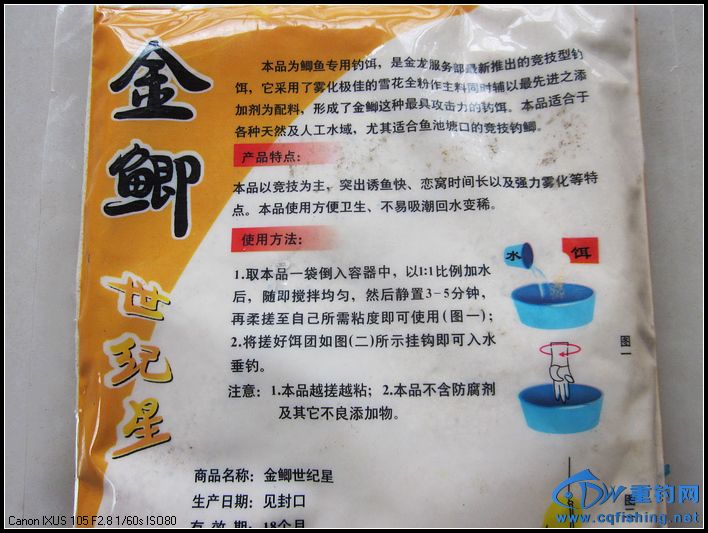 金鲫
世纪星
本品为鲫鱼专用钓饵，是金龙服务部最新推出的竞技型钓
饵，它采用了雾化极佳的雪花全粉作主料同时辅以最先进之添
加剂为配料，形成了金鲫这种最具攻击力的钓饵。本品适合于
各种天然及人工水域，尤其适合鱼池塘口的竞技钓鲫。
产品特点：
本品以竞技为主，突出诱鱼快、恋窝时间长以及强力雾化等特
点。本品使用方便卫生、不易吸潮回水变稀。
使用方法：
1.取本品一袋倒入容器中，以1:1比例加水
后，随即搅拌均匀，然后静置3-5分钟，
再柔搓至自己所需粘度即可使用(图一)；
2.将搓好饵团如图(二)所示挂钩即可入水
垂钓。
注意：1.本品越搓越粘；2.本品不含防腐剂
及其它不良添加物。
水
饵
图一
商品名称：金鲫世纪星
生产日期：见封口
有效期：18个月
图二
重钓网
www.cqfishing.net
Canon IXUS 105 F2.8 1/60s ISO80